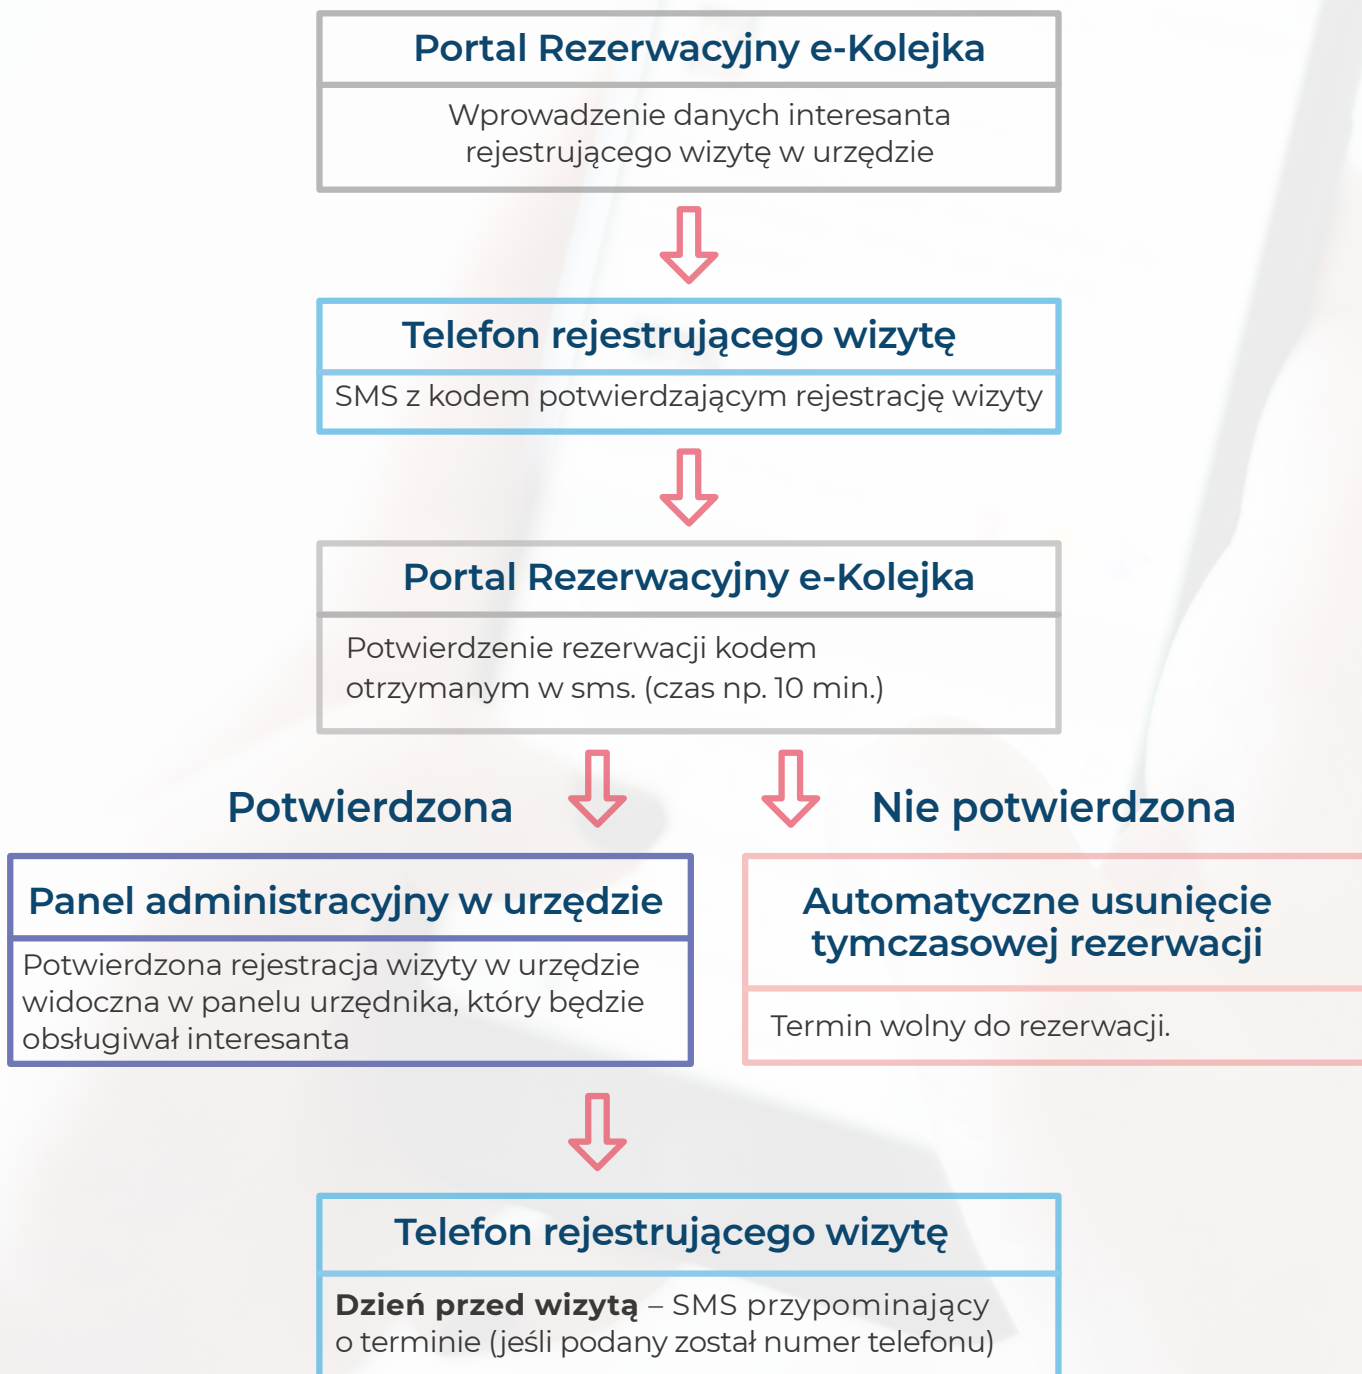 Portal Rezerwacyjny e-Kolejka
Wprowadzenie danych interesanta
rejestrującego wizytę w urzędzie
Telefon rejestrującego wizytę
SMS z kodem potwierdzającym rejestrację wizyty
Portal Rezerwacyjny e-Kolejka
Potwierdzenie rezerwacji kodem
otrzymanym w sms. (czas np. 10 min.)
Potwierdzona
Nie potwierdzona
Panel administracyjny w urzędzie
Potwierdzona rejestracja wizyty w urzędzie
widoczna w panelu urzędnika, który będzie
obsługiwał interesanta
Automatyczne usunięcie
tymczasowej rezerwacji
Termin wolny do rezerwacji.
Telefon rejestrującego wizytę
Dzień przed wizytą – SMS przypominający
o terminie (jeśli podany został numer telefonu)